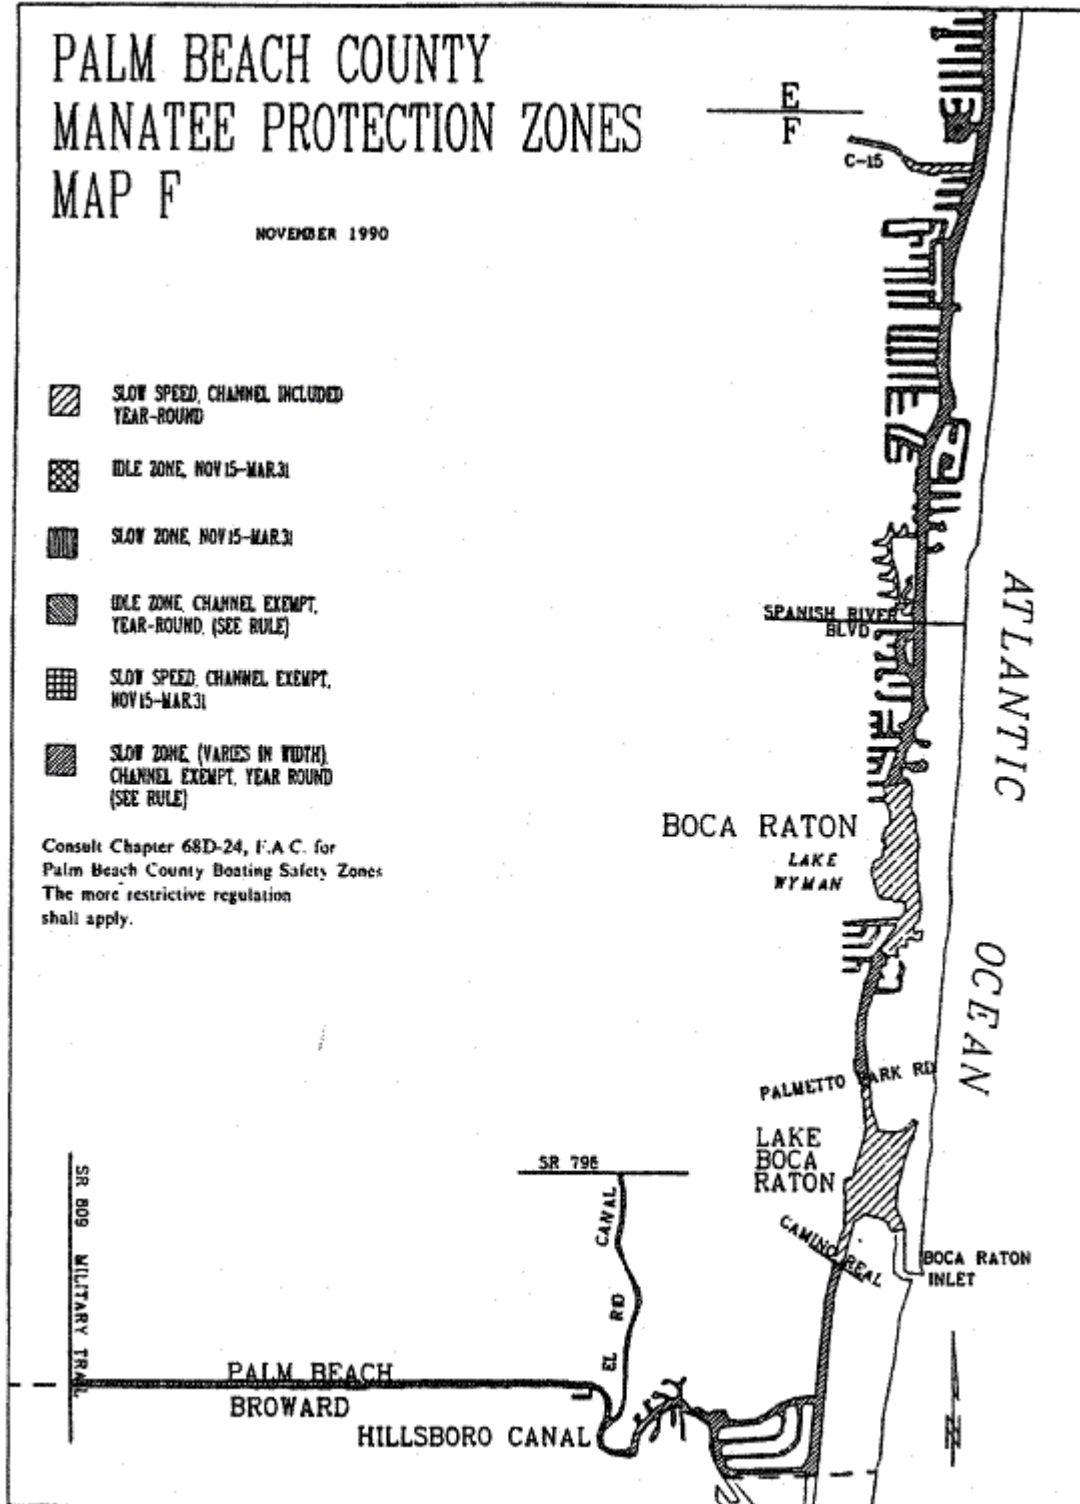 PALM BEACH COUNTY
MANATEE PROTECTION ZONES
MAP F
NOVEMBER 1990
E
F
C-15
SLOW SPEED, CHANNEL INCLUDED
YEAR-ROUND
IDLE ZONE, NOV 15-MAR.31
SLOW ZONE, NOV 15-MAR.31
IDLE ZONE, CHANNEL EXEMPT,
YEAR-ROUND, (SEE RULE)
SLOW SPEED, CHANNEL EXEMPT,
NOV 15-MAR.31
SLOW ZONE, (VARIES IN WIDTH)
CHANNEL EXEMPT, YEAR ROUND
(SEE RULE)
Consult Chapter 68D-24, F.A.C. for
Palm Beach County Boating Safety Zones
The more restrictive regulation
shall apply.
SPANISH RIVER
BLVD
ATLANTIC
OCEAN
BOCA RATON
LAKE
WYMAN
PALMETTO PARK RD
LAKE
BOCA
RATON
CAMINO REAL
BOCA RATON
INLET
SR 798
EL RIO CANAL
SR 809 MILITARY TRAIL
PALM BEACH
BROWARD
HILLSBORO CANAL
N